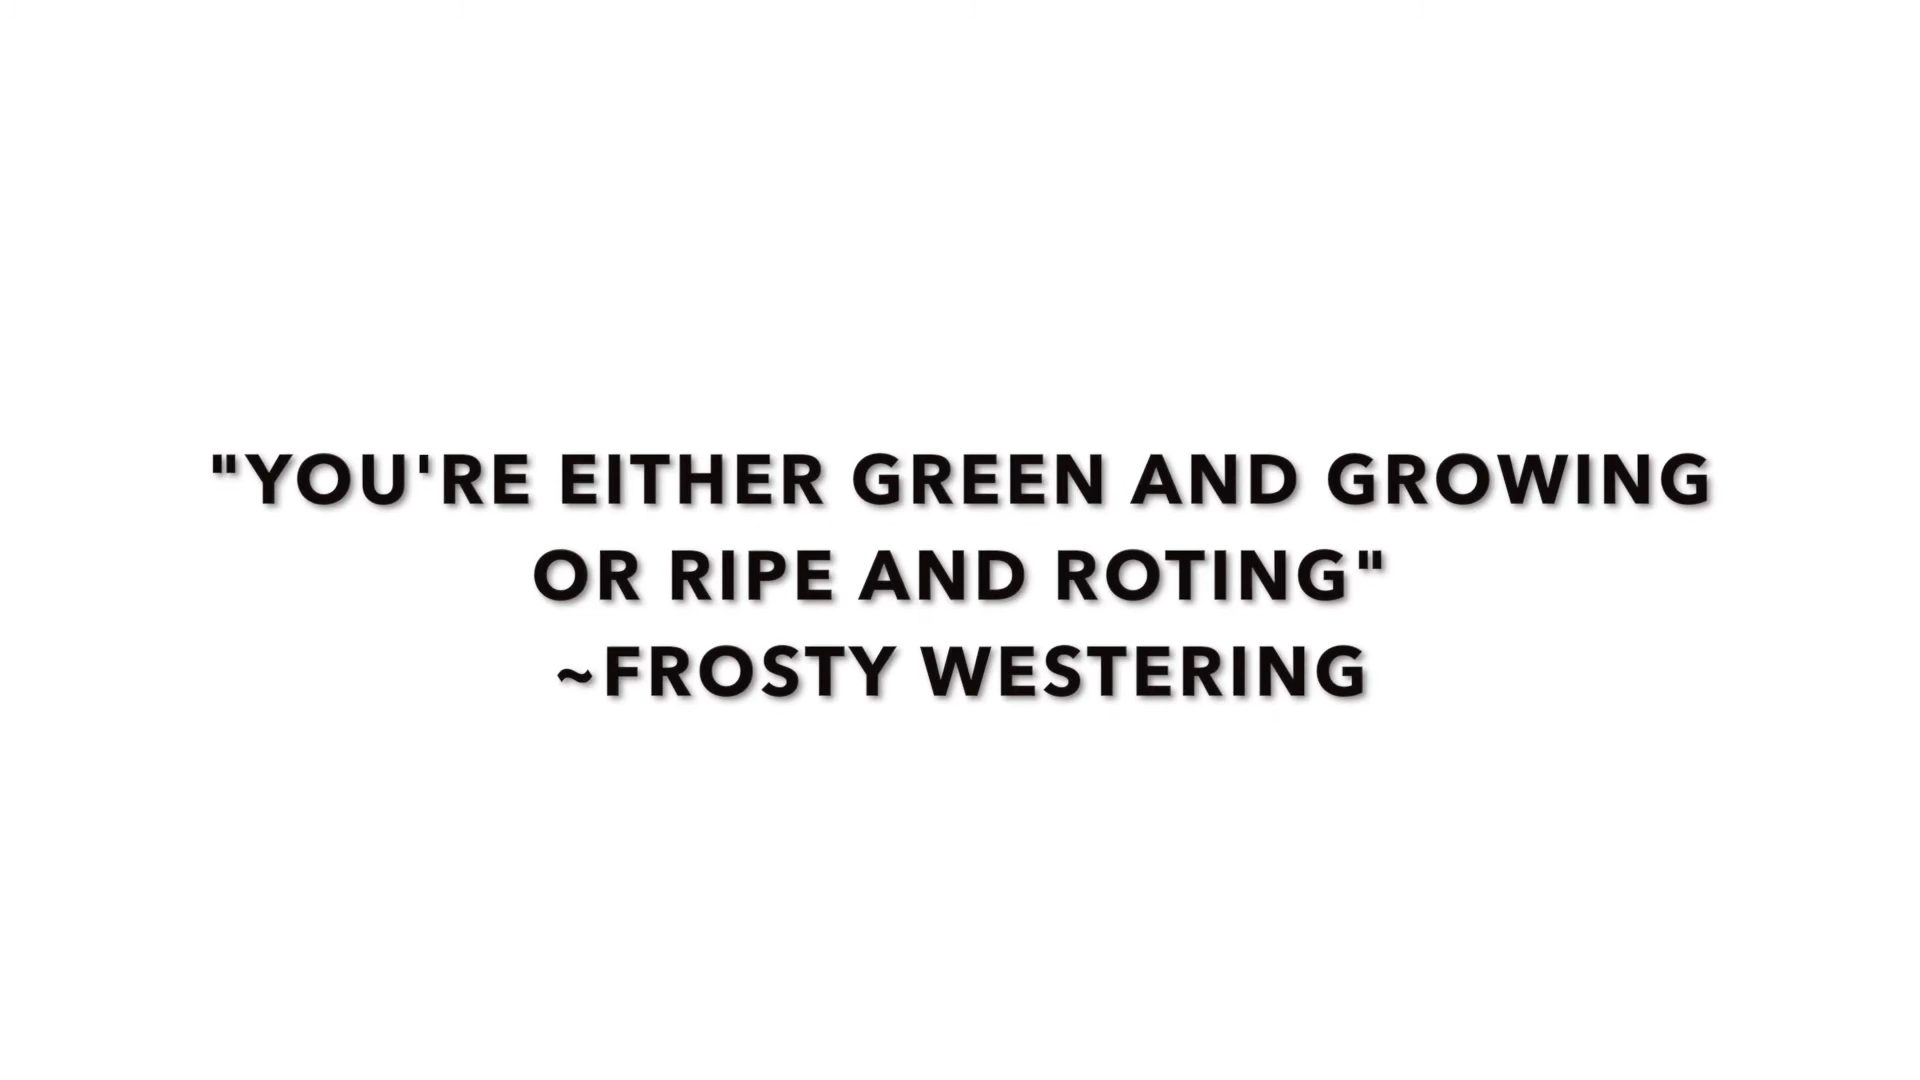 "YOU'RE EITHER GREEN AND GROWING
OR RIPE AND ROTING"
~FROSTY WESTERING